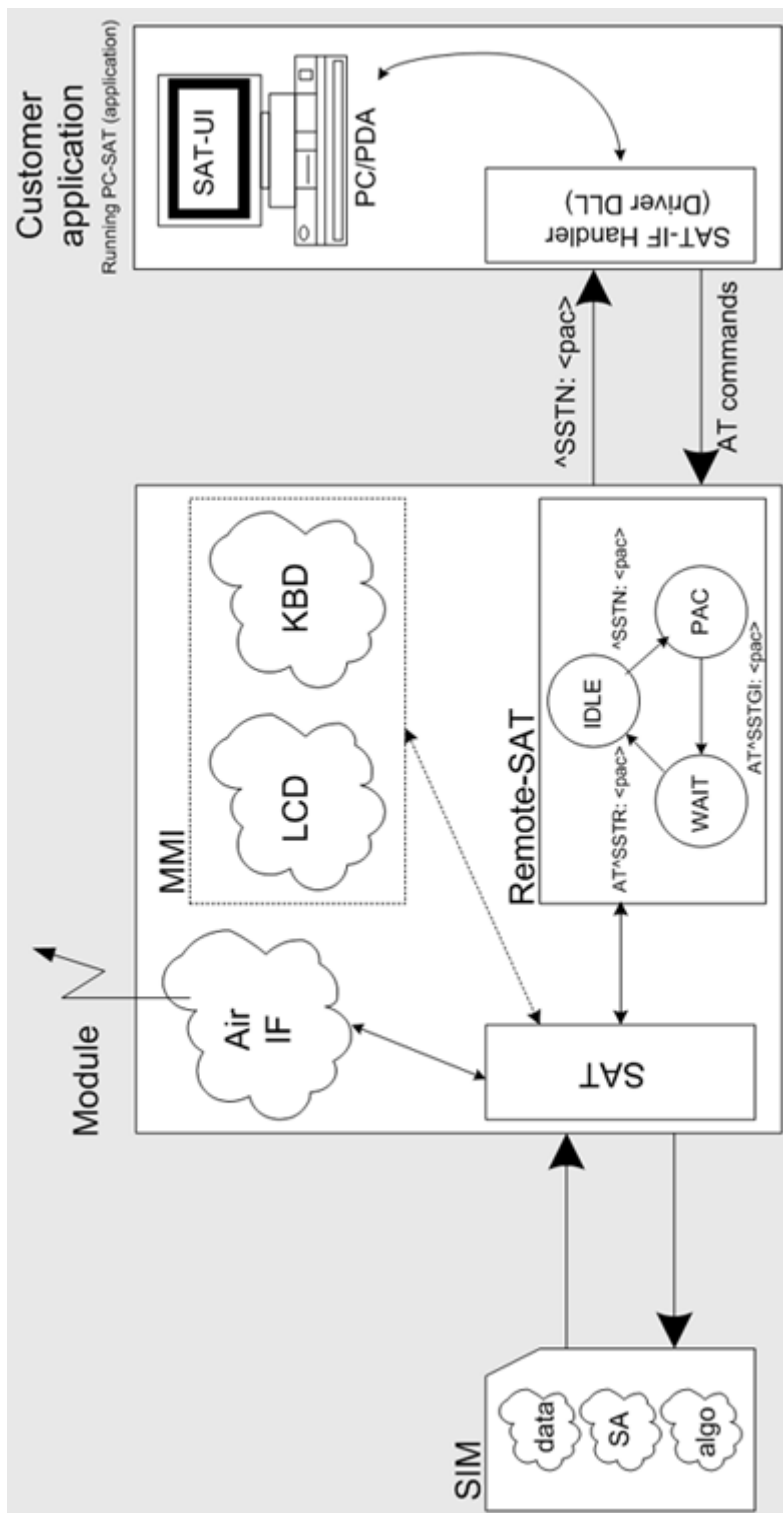 Customer
application
Running PC-SAT (application)
SAT-UI
PC/PDA
SAT-IF Handler
(Driver DLL)
^SSTN: <pac>
AT commands
Module
Air
IF
MMI
LCD
KBD
SAT
Remote-SAT
IDLE
^SSTN: <pac>
PAC
AT^SSTGI: <pac>
WAIT
AT^SSTR: <pac>
SIM
data
SA
algo